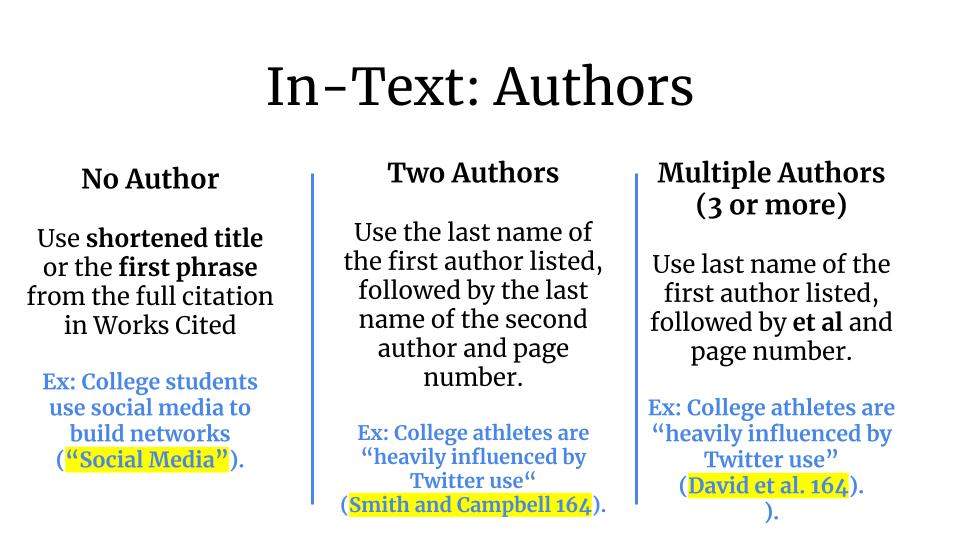 In-Text: Authors
No Author
Use shortened title
or the first phrase
from the full citation
in Works Cited
Ex: College students
use social media to
build networks
(“Social Media”).
Two Authors
Use the last name of
the first author listed,
followed by the last
name of the second
author and page
number.
Ex: College athletes are
“heavily influenced by
Twitter use“
(Smith and Campbell 164).
Multiple Authors
(3 or more)
Use last name of the
first author listed,
followed by et al and
page number.
Ex: College athletes are
“heavily influenced by
Twitter use”
(David et al. 164).
).